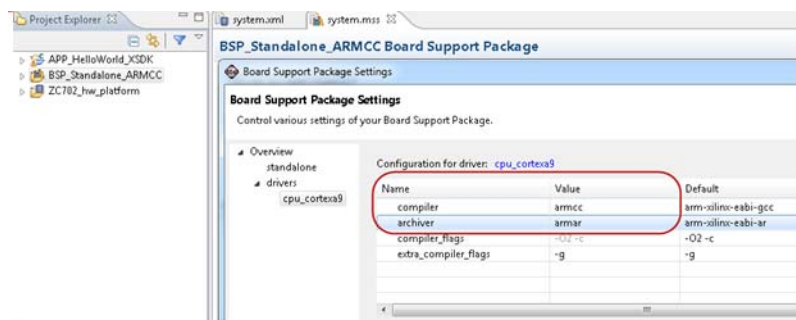 Project Explorer
system.xml
system.mss
APP_HelloWorld_XSDK
BSP_Standalone_ARMCC
ZC702_hw_platform
BSP_Standalone_ARMCC Board Support Package
Board Support Package Settings
Board Support Package Settings
Control various settings of your Board Support Package.
Overview
standalone
drivers
cpu_cortexa9
Configuration for driver: cpu_cortexa9
Name Value Default
compiler armcc arm-xilinx-eabi-gcc
archiver armar arm-xilinx-eabi-ar
compiler_flags -O2 -c -O2 -c
extra_compiler_flags -g -g